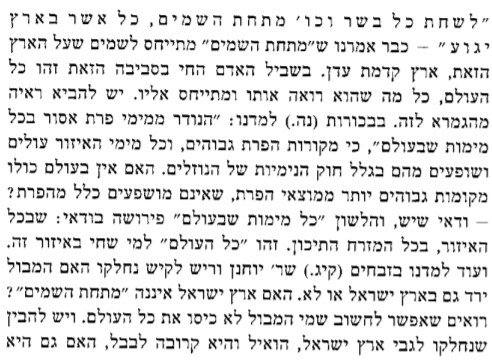 "לשחת כל בשר וכו׳ מתחת השמים, כל אשר בארץ
יגוע" — כבר אמרנו ש"מתחת השמים" מתייחס לשמים שעל הארץ
הזאת, ארץ קדמת עדן. בשביל האדם החי בסביבה הזאת זהו כל
העולם, כל מה שהוא רואה אותו ומתייחס אליו. יש להביא ראיה
מהגמרא לזה. בבכורות (נה.) למדנו: "הנודר ממימי פרת אסור בכל
מימות שבעולם", כי מקורות הפרת גבוהים, וכל מימי האיזור עולים
ושופעים מהם בגלל חוק הנימיות של הנוזלים. האם אין בעולם כולו
מקומות גבוהים יותר ממוצאי הפרת, שאינם מושפעים כלל מהפרת?
— ודאי שיש, והלשון "כל מימות שבעולם" פירושה בודאי: שבכל
האיזור, בכל המזרח התיכון. זהו "כל העולם" למי שחי באיזור זה.
ועוד למדנו בזבחים (קיג.) שר׳ יוחנן וריש לקיש נחלקו האם המבול
ירד גם בארץ ישראל או לא. האם ארץ ישראל איננה "מתחת השמים"?
רואים שאפשר לחשוב שמי המבול לא כיסו את כל העולם. ויש להבין
שנחלקו לגבי ארץ ישראל, הואיל והיא קרובה לבבל, האם גם היא